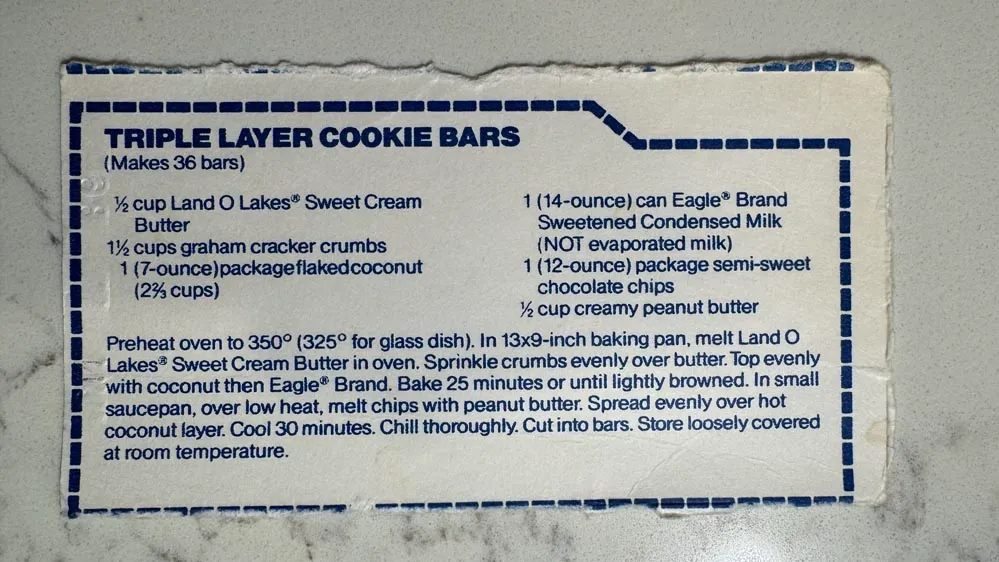 TRIPLE LAYER COOKIE BARS
(Makes 36 bars)
½ cup Land O Lakes® Sweet Cream
Butter
1½ cups graham cracker crumbs
1 (7-ounce) package flaked coconut
(2⅔ cups)
1 (14-ounce) can Eagle® Brand
Sweetened Condensed Milk
(NOT evaporated milk)
1 (12-ounce) package semi-sweet
chocolate chips
½ cup creamy peanut butter
Preheat oven to 350° (325° for glass dish). In 13x9-inch baking pan, melt Land O
Lakes® Sweet Cream Butter in oven. Sprinkle crumbs evenly over butter. Top evenly
with coconut then Eagle® Brand. Bake 25 minutes or until lightly browned. In small
saucepan, over low heat, melt chips with peanut butter. Spread evenly over hot
coconut layer. Cool 30 minutes. Chill thoroughly. Cut into bars. Store loosely covered
at room temperature.